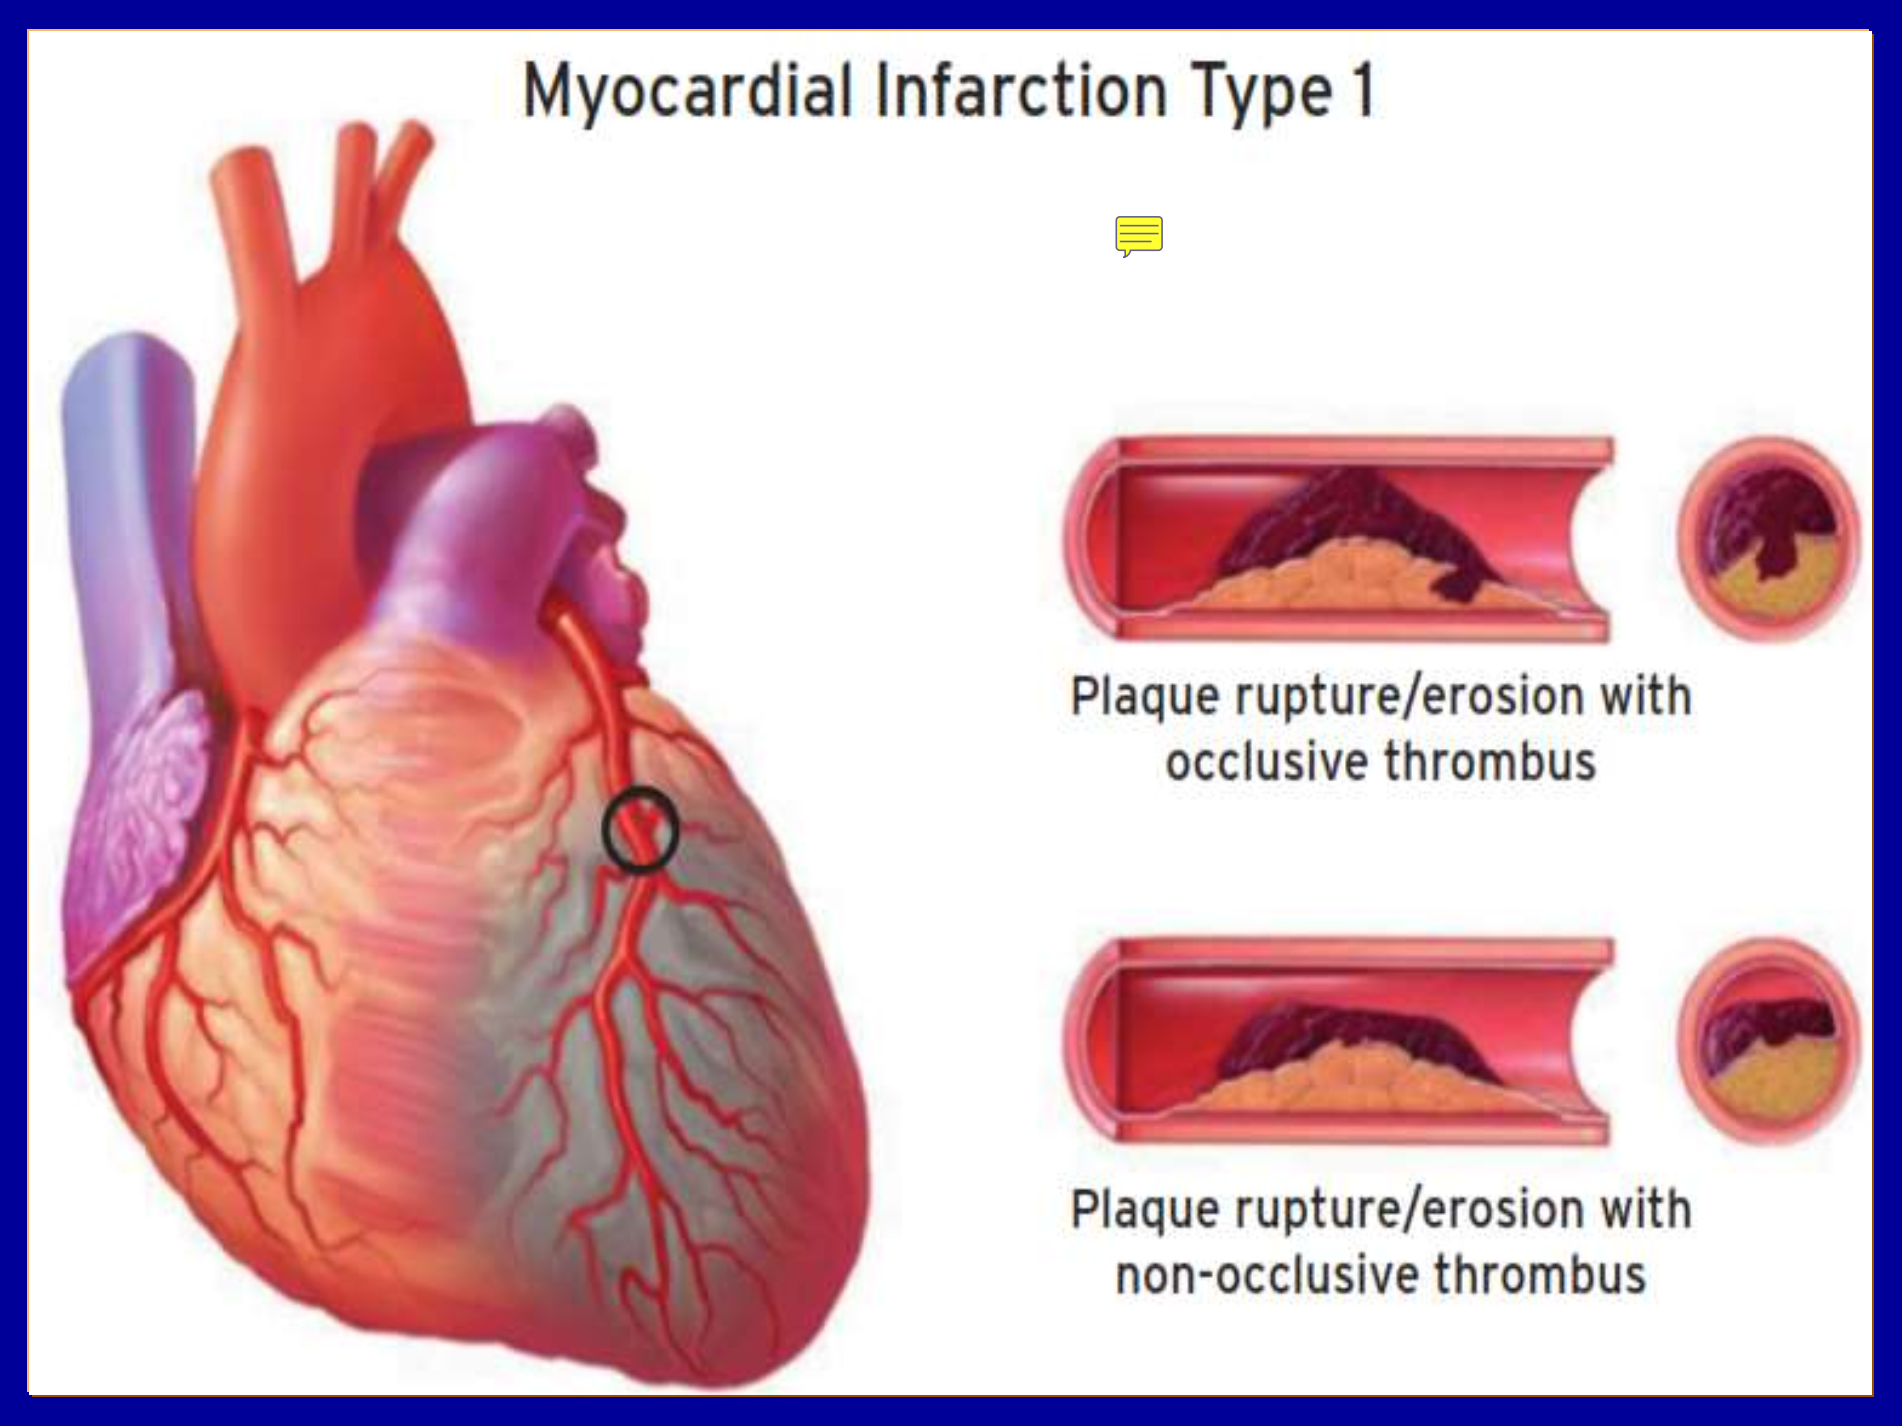 Myocardial Infarction Type 1
Plaque rupture/erosion with
occlusive thrombus
Plaque rupture/erosion with
non-occlusive thrombus